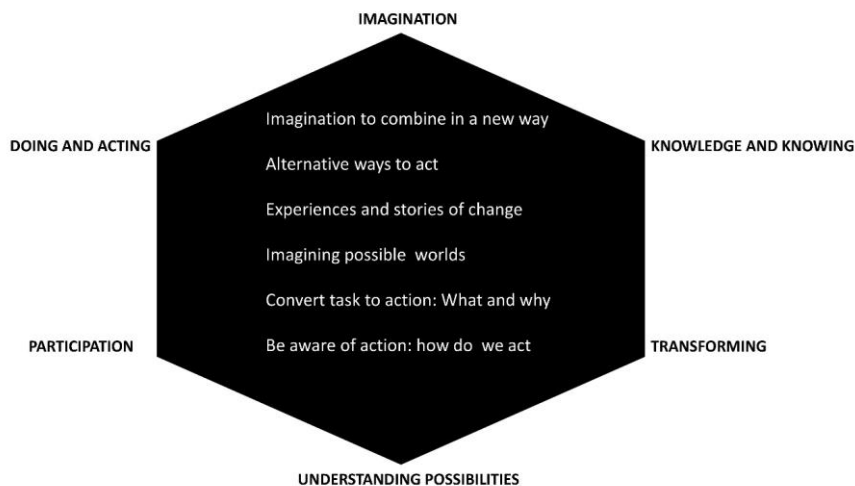 IMAGINATION
Imagination to combine in a new way
DOING AND ACTING
KNOWLEDGE AND KNOWING
Alternative ways to act
Experiences and stories of change
Imagining possible worlds
Convert task to action: What and why
PARTICIPATION
Be aware of action: how do we act
TRANSFORMING
UNDERSTANDING POSSIBILITIES